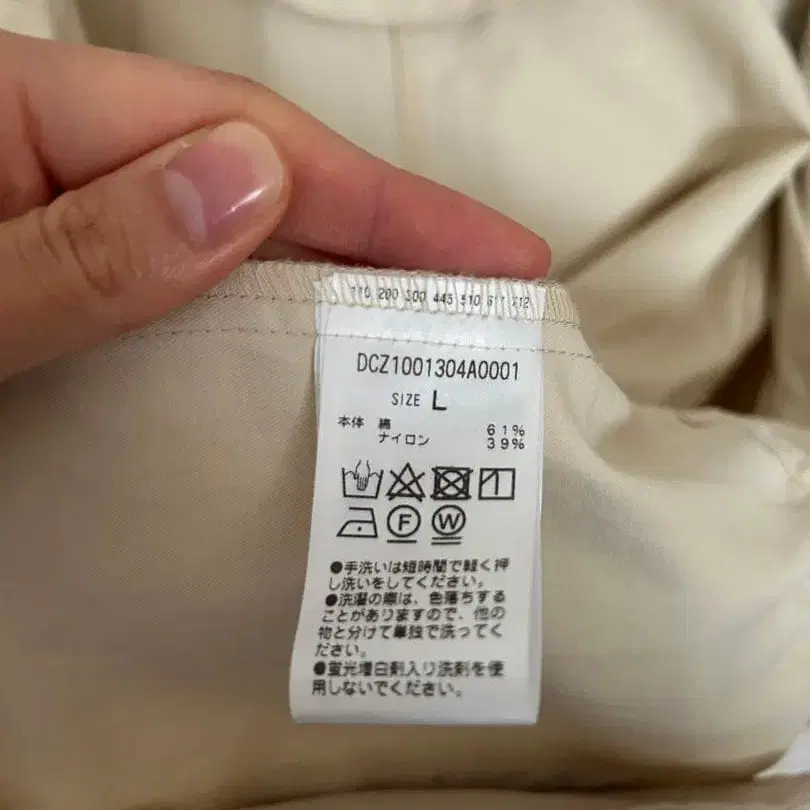 110 200 300 445 510 611 712
DCZ1001304A0001
SIZE L
本体 綿 61%
ナイロン 39%
F W
●手洗いは短時間で軽く押
し洗いをしてください。
●洗濯の際は、色落ちする
ことがありますので、他の
物と分けて単独で洗ってく
ださい。
●蛍光増白剤入り洗剤を使
用しないでください。